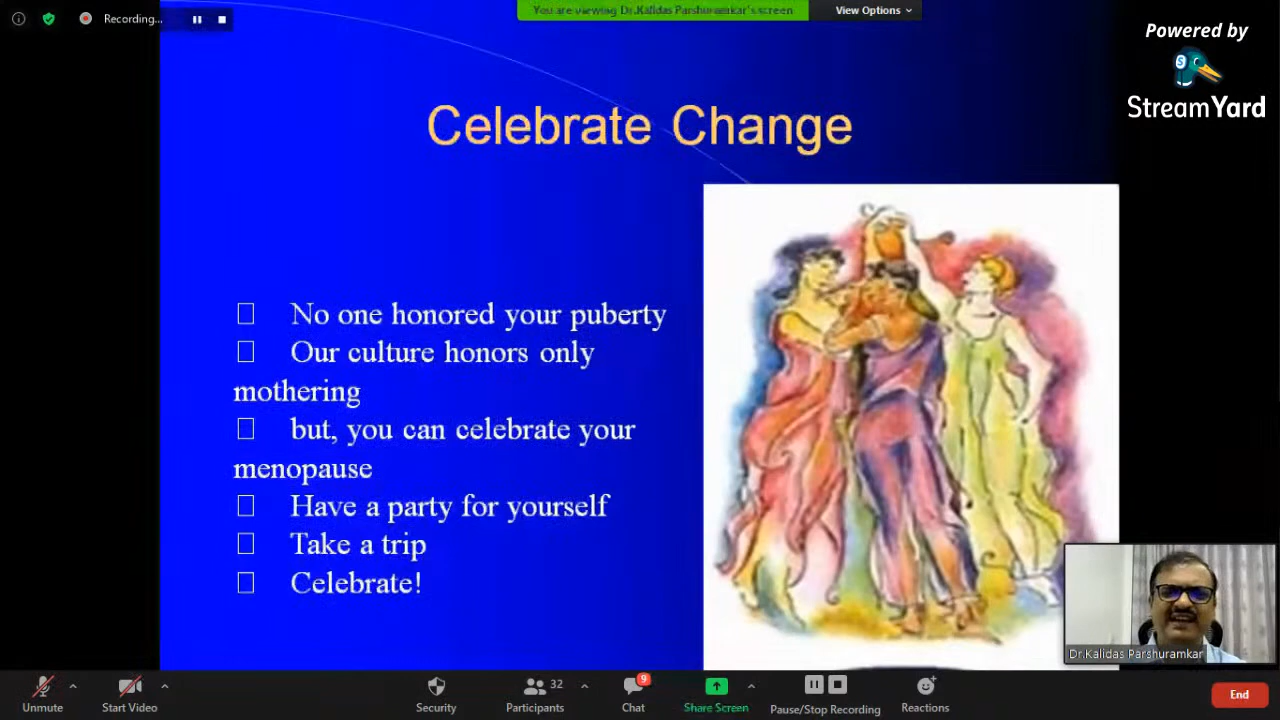 Recording...
You are viewing Dr.Kalidas Parshuramkar's screen
View Options
Powered by
StreamYard
Celebrate Change
No one honored your puberty
Our culture honors only
mothering
but, you can celebrate your
menopause
Have a party for yourself
Take a trip
Celebrate!
Dr.Kalidas Parshuramkar
Unmute
Start Video
Security
Participants
32
Chat
9
Share Screen
Pause/Stop Recording
Reactions
End